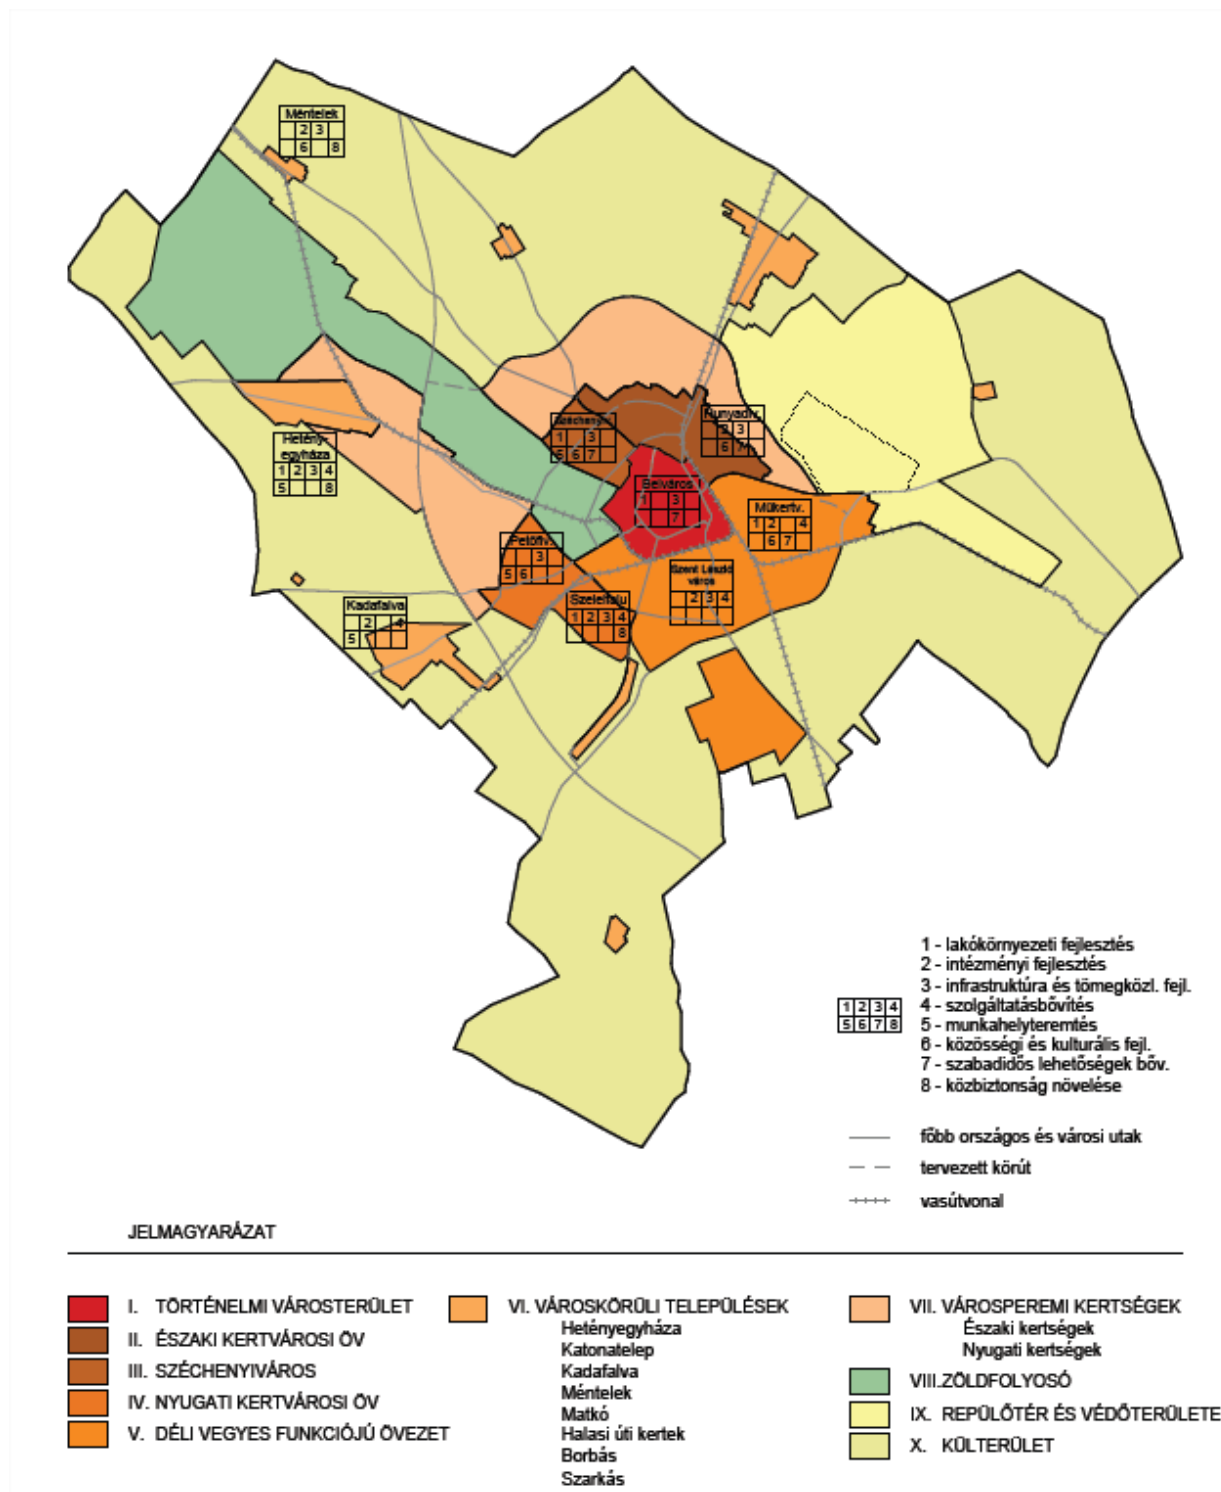 Méntelek
2 3
6 8
Széchenyiv.
1 3
5 6 7
Hunyadiv.
2 3
6 7
Hetény-
egyháza
1 2 3 4
5 8
Belváros
1 3
7
Műkertv.
1 2 4
6 7
Petőfiv.
3
5 6
Szent László
város
2 3 4
Kadafalva
2 4
5
Szeleifalu
1 2 3 4
8
1 - lakókörnyezeti fejlesztés
2 - intézményi fejlesztés
3 - infrastruktúra és tömegközl. fejl.
1 2 3 4
4 - szolgáltatásbővítés
5 6 7 8
5 - munkahelyteremtés
6 - közösségi és kulturális fejl.
7 - szabadidős lehetőségek bőv.
8 - közbiztonság növelése
főbb országos és városi utak
tervezett körút
vasútvonal
JELMAGYARÁZAT
I. TÖRTÉNELMI VÁROSTERÜLET
II. ÉSZAKI KERTVÁROSI ÖV
III. SZÉCHENYIVÁROS
IV. NYUGATI KERTVÁROSI ÖV
V. DÉLI VEGYES FUNKCIÓJÚ ÖVEZET
VI. VÁROSKÖRÜLI TELEPÜLÉSEK
Hetényegyháza
Katonatelep
Kadafalva
Méntelek
Matkó
Halasi úti kertek
Borbás
Szarkás
VII. VÁROSPEREMI KERTSÉGEK
Északi kertségek
Nyugati kertségek
VIII. ZÖLDFOLYOSÓ
IX. REPÜLŐTÉR ÉS VÉDŐTERÜLETE
X. KÜLTERÜLET